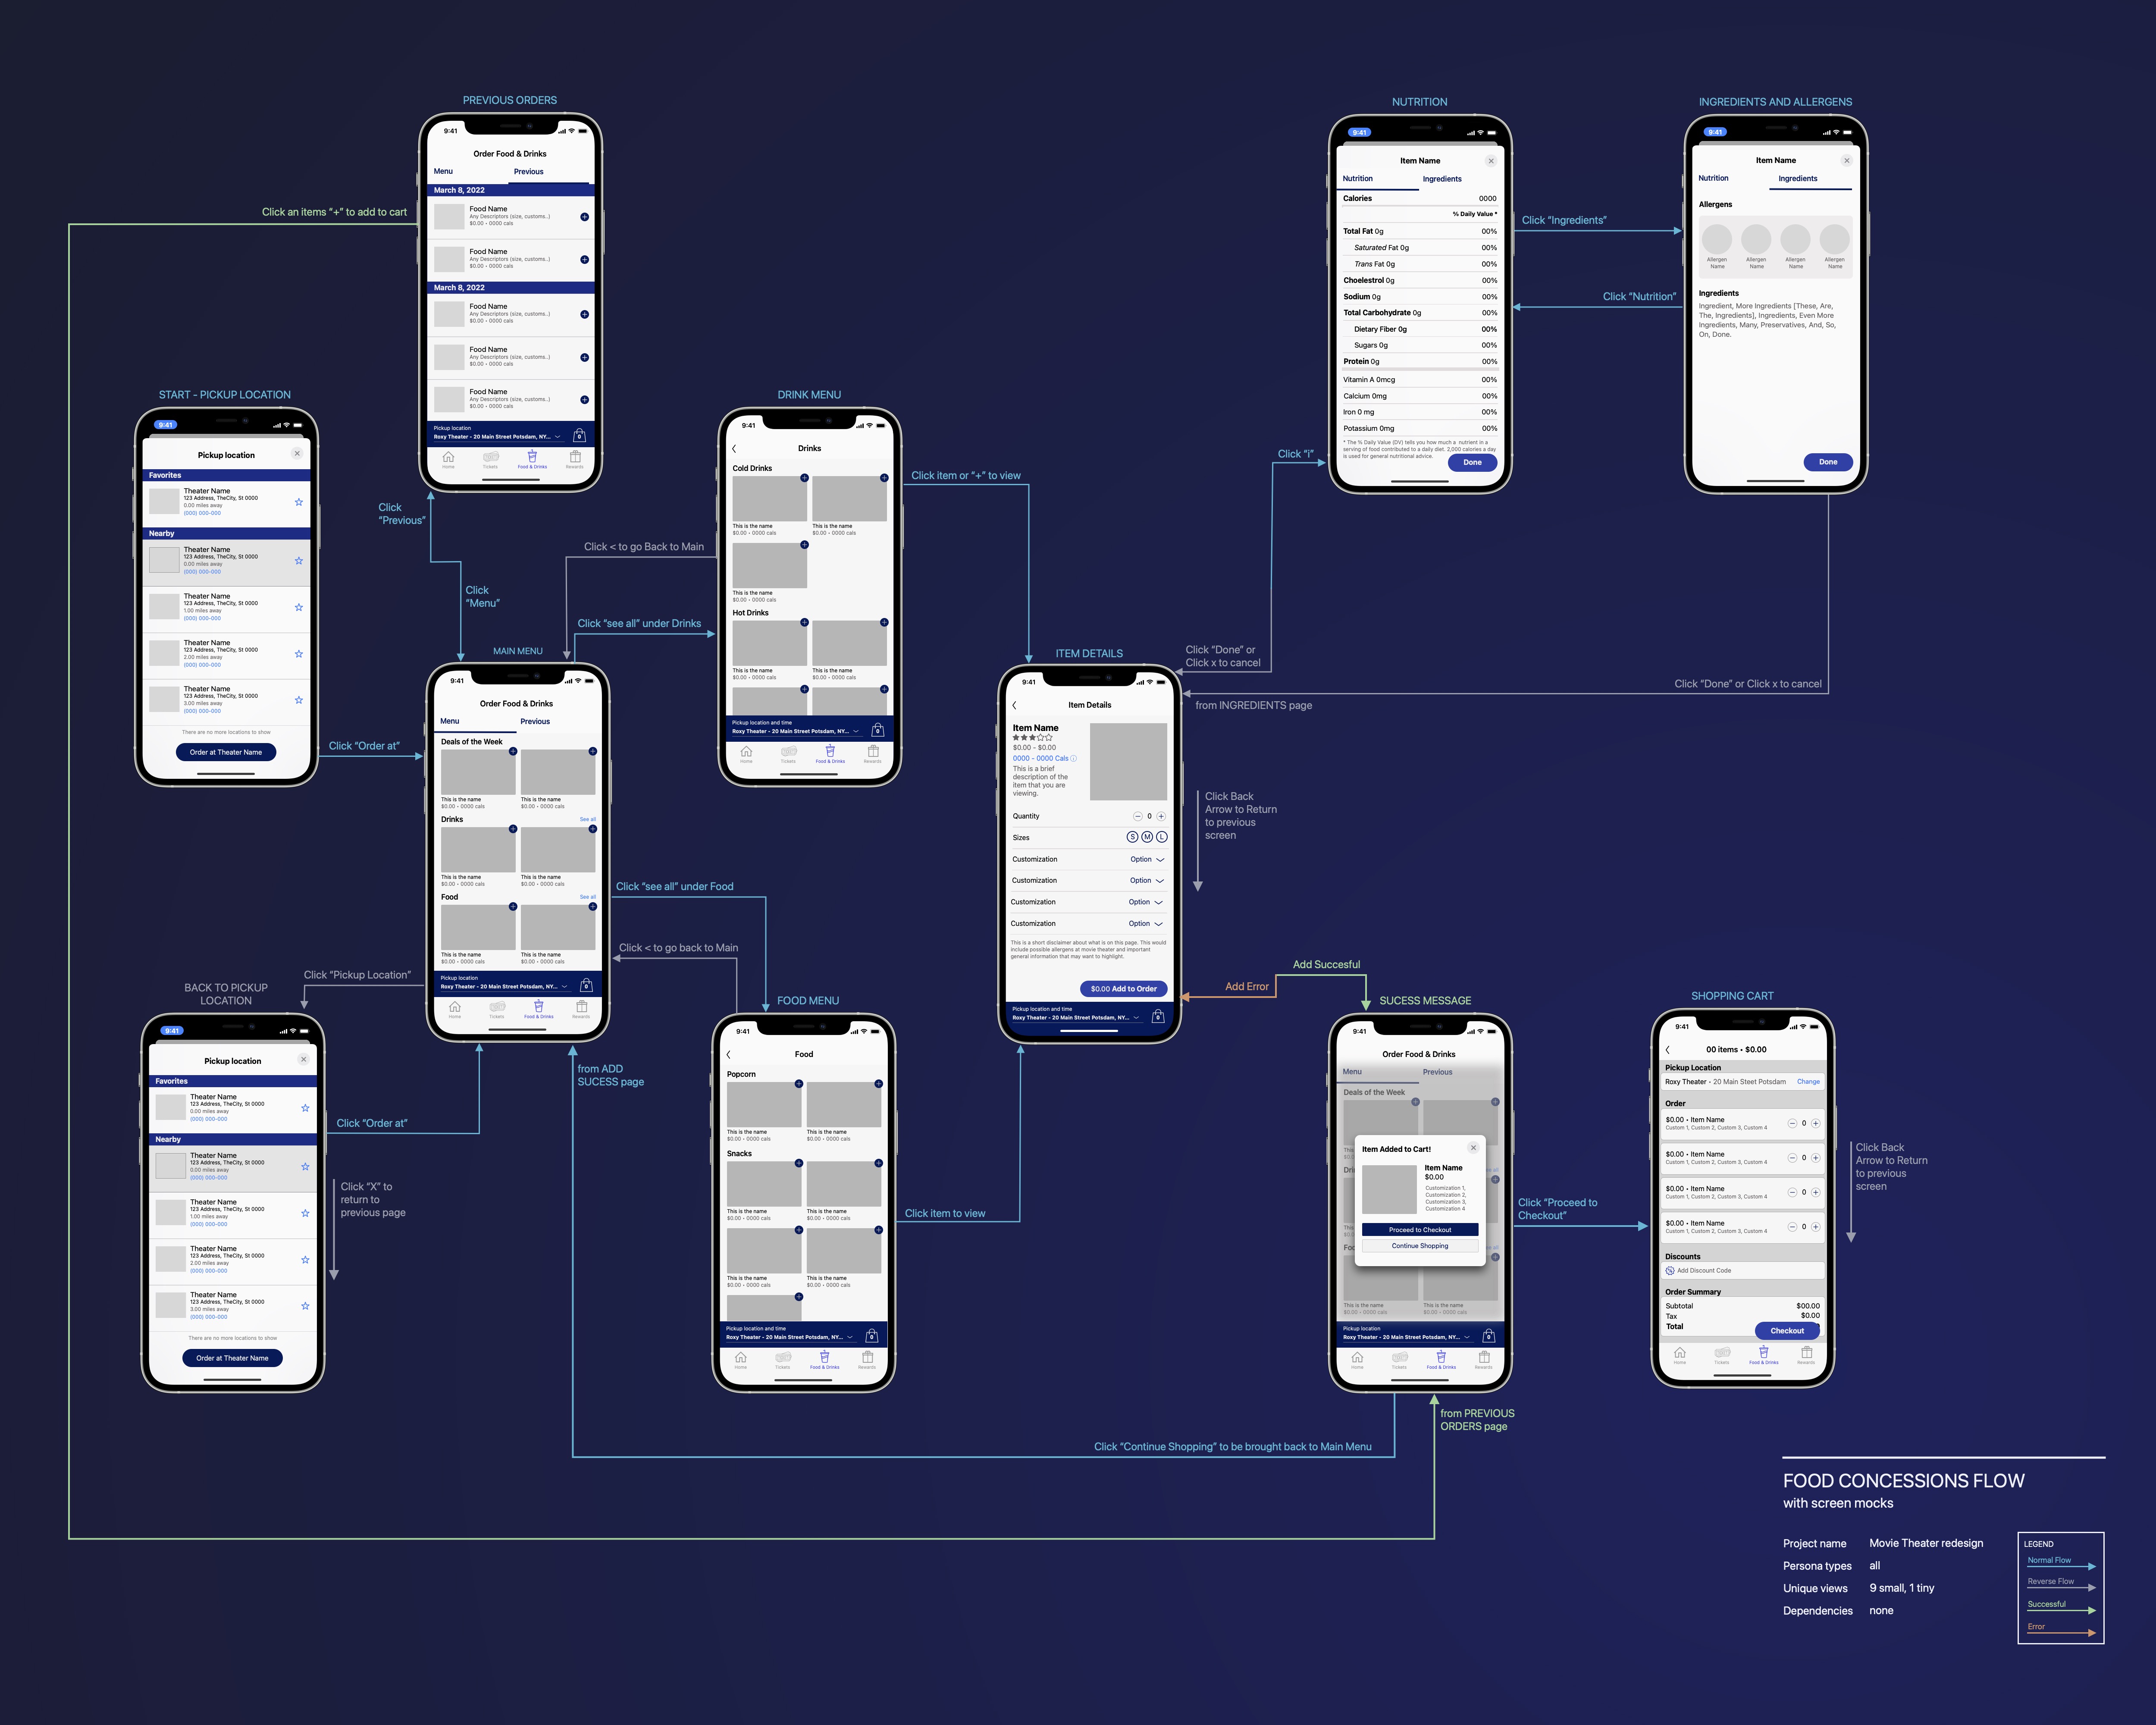 PREVIOUS ORDERS
9:41
Order Food & Drinks
Menu
Previous
March 8, 2022
Food Name
Any Descriptors (size, customs..)
$0.00 • 0000 cals
Food Name
Any Descriptors (size, customs..)
$0.00 • 0000 cals
March 8, 2022
Food Name
Any Descriptors (size, customs..)
$0.00 • 0000 cals
Food Name
Any Descriptors (size, customs..)
$0.00 • 0000 cals
Food Name
Any Descriptors (size, customs..)
$0.00 • 0000 cals
Pickup location
Roxy Theater - 20 Main Street Potsdam, NY...
0
Home
Tickets
Food & Drinks
Rewards
Click an items “+” to add to cart
Click
“Previous”
Click
“Menu”
START - PICKUP LOCATION
9:41
Pickup location
Favorites
Theater Name
123 Address, TheCity, St 0000
0.00 miles away
(000) 000-000
Nearby
Theater Name
123 Address, TheCity, St 0000
0.00 miles away
(000) 000-000
Theater Name
123 Address, TheCity, St 0000
1.00 miles away
(000) 000-000
Theater Name
123 Address, TheCity, St 0000
2.00 miles away
(000) 000-000
Theater Name
123 Address, TheCity, St 0000
3.00 miles away
(000) 000-000
There are no more locations to show
Order at Theater Name
Click “Order at”
MAIN MENU
9:41
Order Food & Drinks
Menu
Previous
Deals of the Week
This is the name
$0.00 • 0000 cals
This is the name
$0.00 • 0000 cals
Drinks
See all
This is the name
$0.00 • 0000 cals
This is the name
$0.00 • 0000 cals
Food
See all
This is the name
$0.00 • 0000 cals
This is the name
$0.00 • 0000 cals
Pickup location
Roxy Theater - 20 Main Street Potsdam, NY...
0
Home
Tickets
Food & Drinks
Rewards
Click < to go Back to Main
Click “see all” under Drinks
Click “see all” under Food
Click < to go back to Main
Click “Pickup Location”
from ADD
SUCESS page
DRINK MENU
9:41
Drinks
Cold Drinks
This is the name
$0.00 • 0000 cals
This is the name
$0.00 • 0000 cals
This is the name
$0.00 • 0000 cals
Hot Drinks
This is the name
$0.00 • 0000 cals
This is the name
$0.00 • 0000 cals
Pickup location and time
Roxy Theater - 20 Main Street Potsdam, NY...
0
Home
Tickets
Food & Drinks
Rewards
Click item or “+” to view
BACK TO PICKUP
LOCATION
9:41
Pickup location
Favorites
Theater Name
123 Address, TheCity, St 0000
0.00 miles away
(000) 000-000
Nearby
Theater Name
123 Address, TheCity, St 0000
0.00 miles away
(000) 000-000
Theater Name
123 Address, TheCity, St 0000
1.00 miles away
(000) 000-000
Theater Name
123 Address, TheCity, St 0000
2.00 miles away
(000) 000-000
Theater Name
123 Address, TheCity, St 0000
3.00 miles away
(000) 000-000
There are no more locations to show
Order at Theater Name
Click “Order at”
Click “X” to
return to
previous page
FOOD MENU
9:41
Food
Popcorn
This is the name
$0.00 • 0000 cals
This is the name
$0.00 • 0000 cals
Snacks
This is the name
$0.00 • 0000 cals
This is the name
$0.00 • 0000 cals
This is the name
$0.00 • 0000 cals
This is the name
$0.00 • 0000 cals
Pickup location and time
Roxy Theater - 20 Main Street Potsdam, NY...
0
Home
Tickets
Food & Drinks
Rewards
Click item to view
ITEM DETAILS
9:41
Item Details
Item Name
$0.00 - $0.00
0000 - 0000 Cals
This is a brief
description of the
item that you are
viewing.
Quantity
0
Sizes
S M L
Customization
Option
Customization
Option
Customization
Option
Customization
Option
This is a short disclaimer about what is on this page. This would
include possible allergens at movie theater and important
general information that may want to highlight.
$0.00 Add to Order
Pickup location and time
Roxy Theater - 20 Main Street Potsdam, NY...
0
Click Back
Arrow to Return
to previous
screen
Click “i”
Click “Done” or
Click x to cancel
Click “Done” or Click x to cancel
from INGREDIENTS page
NUTRITION
9:41
Item Name
Nutrition
Ingredients
Calories
0000
% Daily Value *
Total Fat 0g
00%
Saturated Fat 0g
00%
Trans Fat 0g
00%
Choelestrol 0g
00%
Sodium 0g
00%
Total Carbohydrate 0g
00%
Dietary Fiber 0g
00%
Sugars 0g
00%
Protein 0g
00%
Vitamin A 0mcg
00%
Calcium 0mg
00%
Iron 0 mg
00%
Potassium 0mg
00%
* The % Daily Value (DV) tells you how much a nutrient in a
serving of food contributed to a daily diet. 2,000 calories a day
is used for general nutritional advice.
Done
Click “Ingredients”
Click “Nutrition”
INGREDIENTS AND ALLERGENS
9:41
Item Name
Nutrition
Ingredients
Allergens
Allergen
Name
Allergen
Name
Allergen
Name
Allergen
Name
Ingredients
Ingredient, More Ingredients [These, Are,
The, Ingredients], Ingredients, Even More
Ingredients, Many, Preservatives, And, So,
On, Done.
Done
Add Succesful
Add Error
SUCESS MESSAGE
9:41
Order Food & Drinks
Menu
Previous
Deals of the Week
Item Added to Cart!
Item Name
$0.00
Customization 1,
Customization 2,
Customization 3,
Customization 4
Proceed to Checkout
Continue Shopping
This is the name
$0.00 • 0000 cals
This is the name
$0.00 • 0000 cals
Pickup location
Roxy Theater - 20 Main Street Potsdam, NY...
0
Home
Tickets
Food & Drinks
Rewards
Click “Proceed to
Checkout”
from PREVIOUS
ORDERS page
Click “Continue Shopping” to be brought back to Main Menu
SHOPPING CART
9:41
00 items • $0.00
Pickup Location
Roxy Theater • 20 Main Street Potsdam
Change
Order
$0.00 • Item Name
Custom 1, Custom 2, Custom 3, Custom 4
0
$0.00 • Item Name
Custom 1, Custom 2, Custom 3, Custom 4
0
$0.00 • Item Name
Custom 1, Custom 2, Custom 3, Custom 4
0
$0.00 • Item Name
Custom 1, Custom 2, Custom 3, Custom 4
0
Discounts
Add Discount Code
Order Summary
Subtotal
$00.00
Tax
$0.00
Total
Checkout
Home
Tickets
Food & Drinks
Rewards
Click Back
Arrow to Return
to previous
screen
FOOD CONCESSIONS FLOW
with screen mocks
Project name
Movie Theater redesign
Persona types
all
Unique views
9 small, 1 tiny
Dependencies
none
LEGEND
Normal Flow
Reverse Flow
Successful
Error